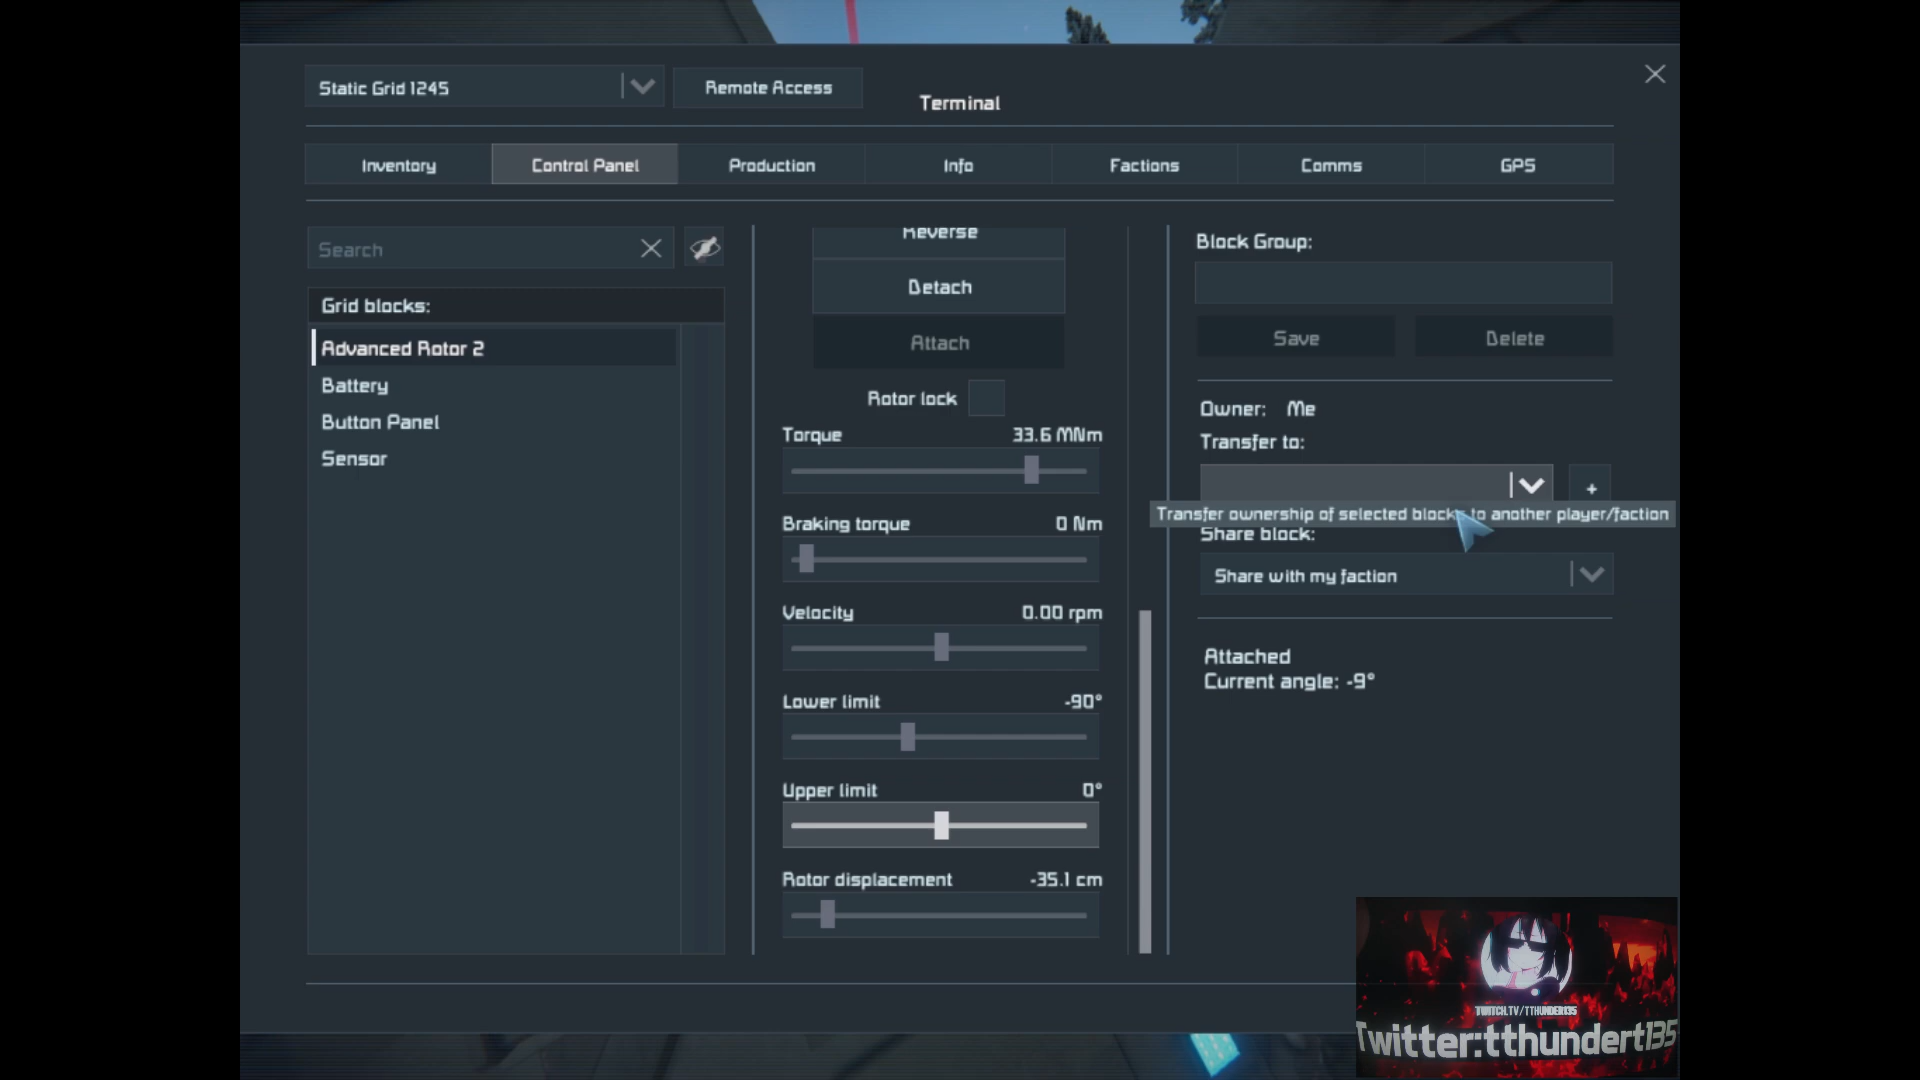 Static Grid 1245
Remote Access
Terminal
Inventory
Control Panel
Production
Info
Factions
Comms
GPS
Search
Grid blocks:
Advanced Rotor 2
Battery
Button Panel
Sensor
Reverse
Detach
Attach
Rotor lock
Torque 33.6 MNm
Braking torque 0 Nm
Velocity 0.00 rpm
Lower limit -90°
Upper limit 0°
Rotor displacement -35.1 cm
Block Group:
Save
Delete
Owner: Me
Transfer to:
+
Transfer ownership of selected blocks to another player/faction
Share block:
Share with my faction
Attached
Current angle: -9°
TWITCH.TV/TTHUNDER135
Twitter:tthundert135